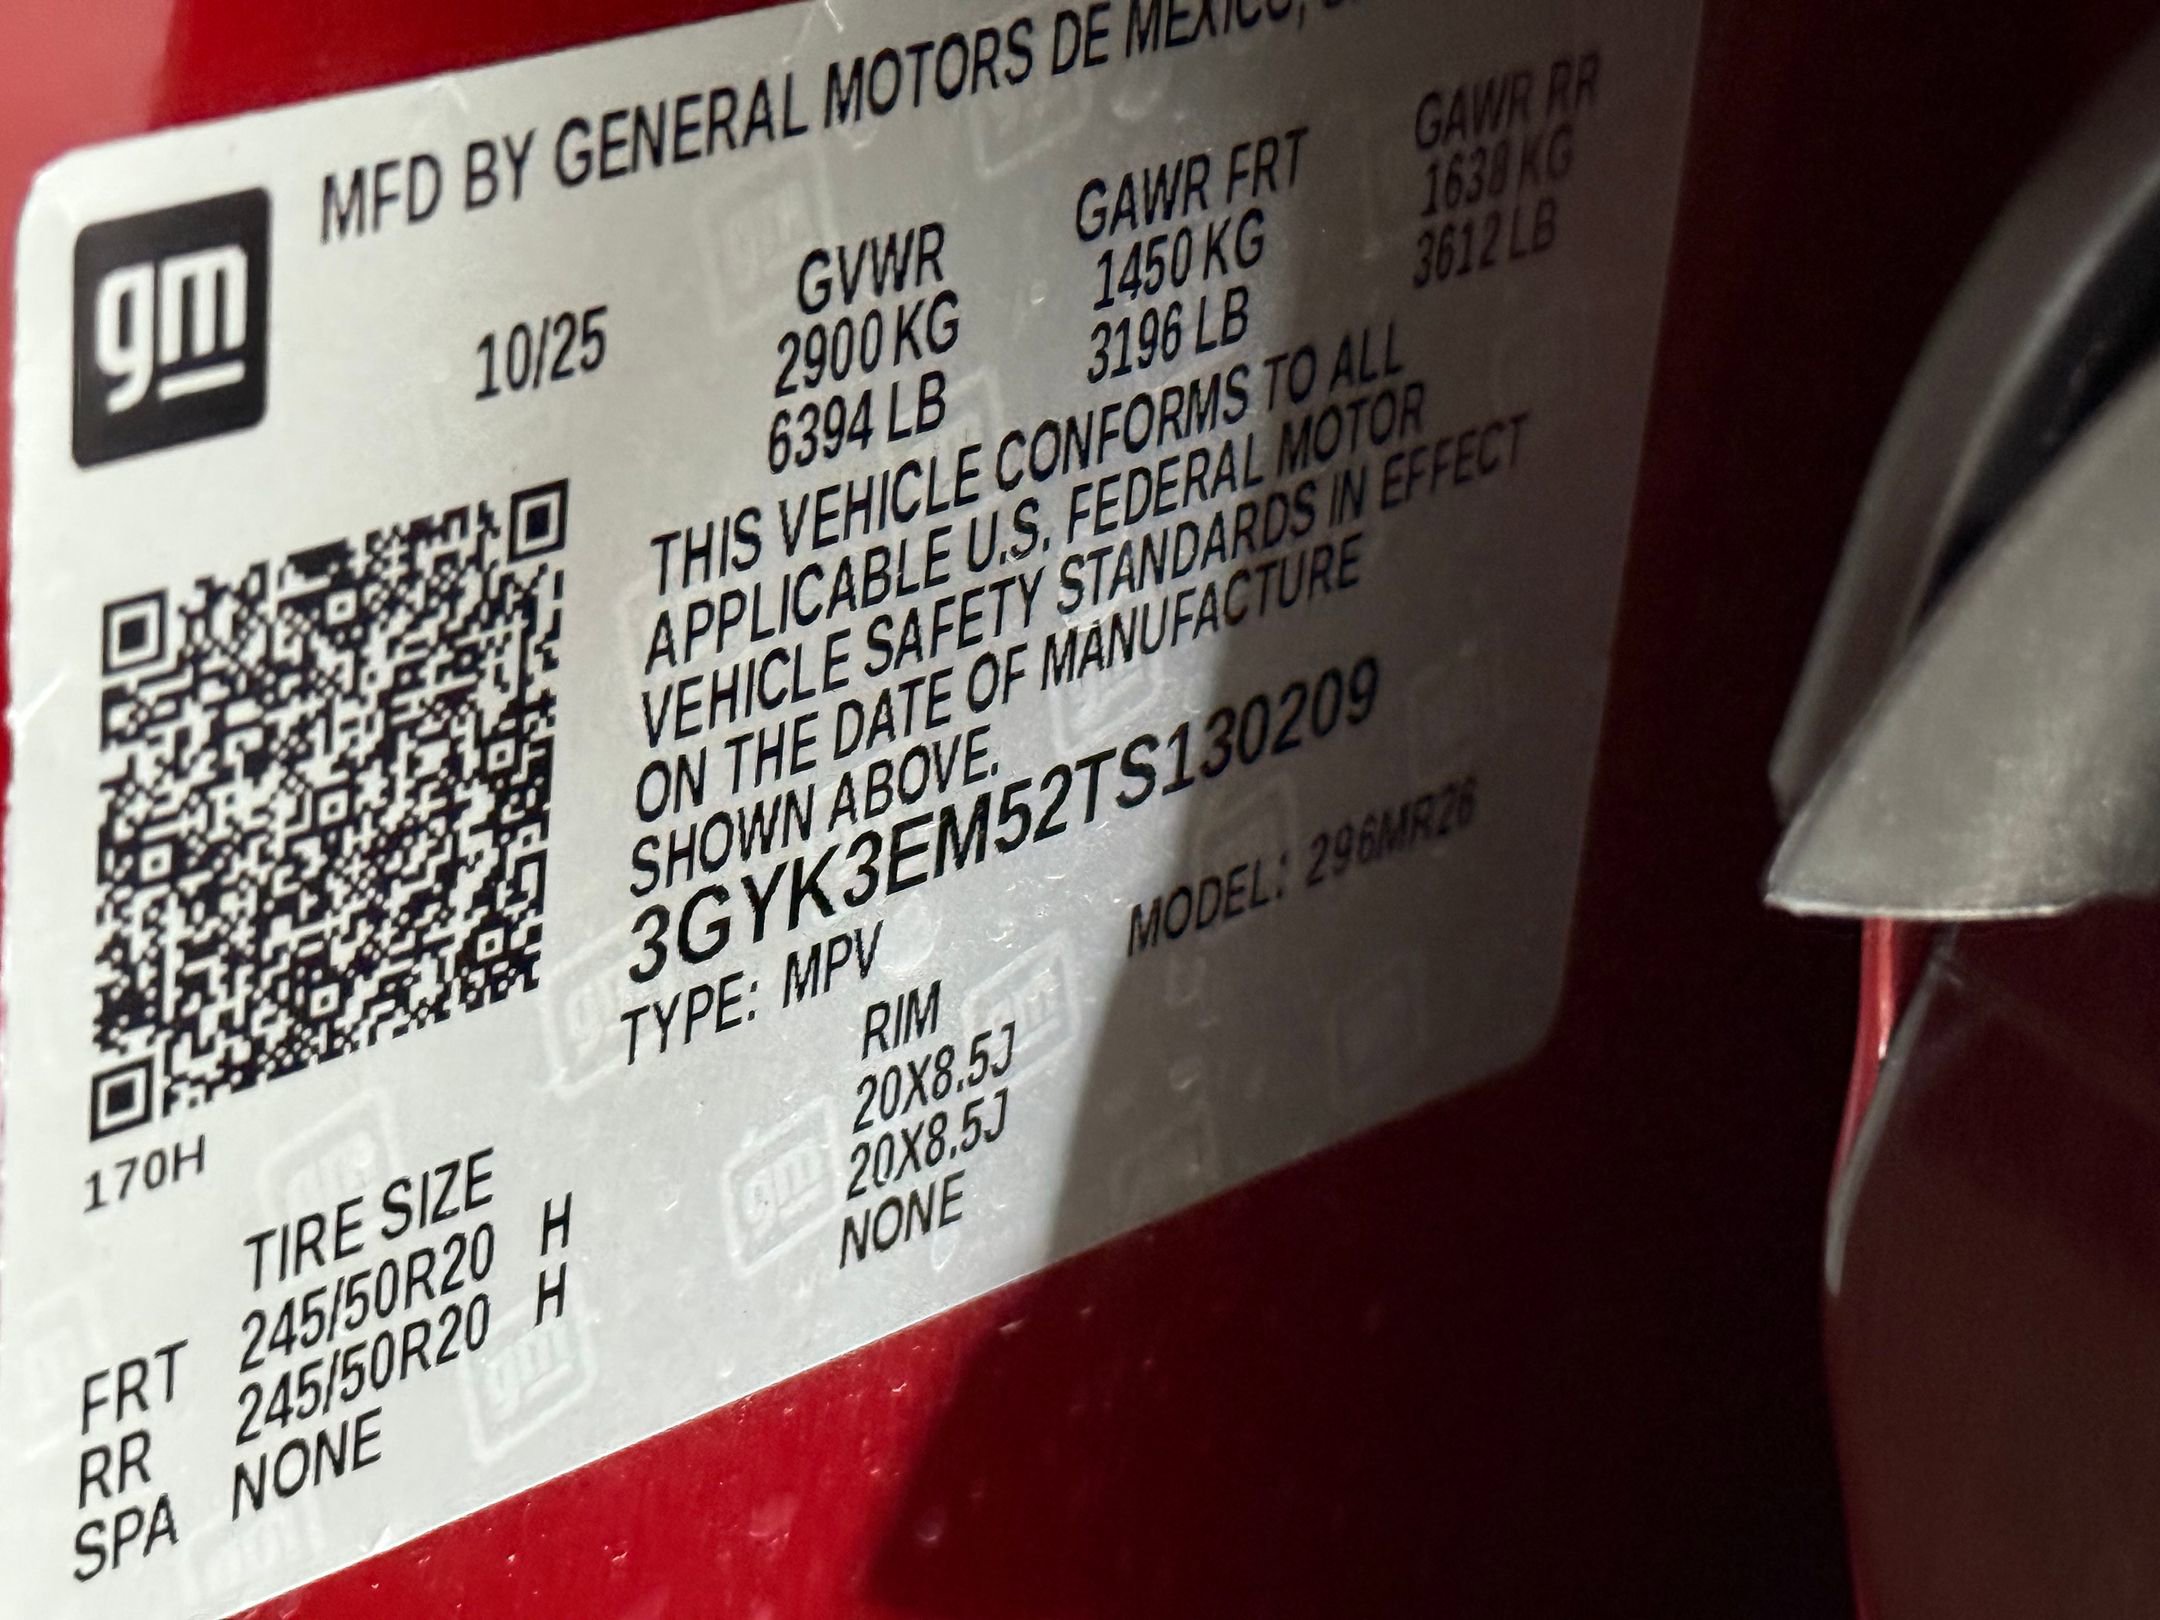 gm
MFD BY GENERAL MOTORS DE MEXICO,
10/25
GVWR GAWR FRT GAWR RR
2900 KG 1450 KG 1638 KG
6394 LB 3196 LB 3612 LB
THIS VEHICLE CONFORMS TO ALL
APPLICABLE U.S. FEDERAL MOTOR
VEHICLE SAFETY STANDARDS IN EFFECT
ON THE DATE OF MANUFACTURE
SHOWN ABOVE.
3GYK3EM52TS130209
TYPE: MPV MODEL: 296MR26
170H
TIRE SIZE RIM
FRT 245/50R20 H 20X8.5J
RR 245/50R20 H 20X8.5J
SPA NONE NONE